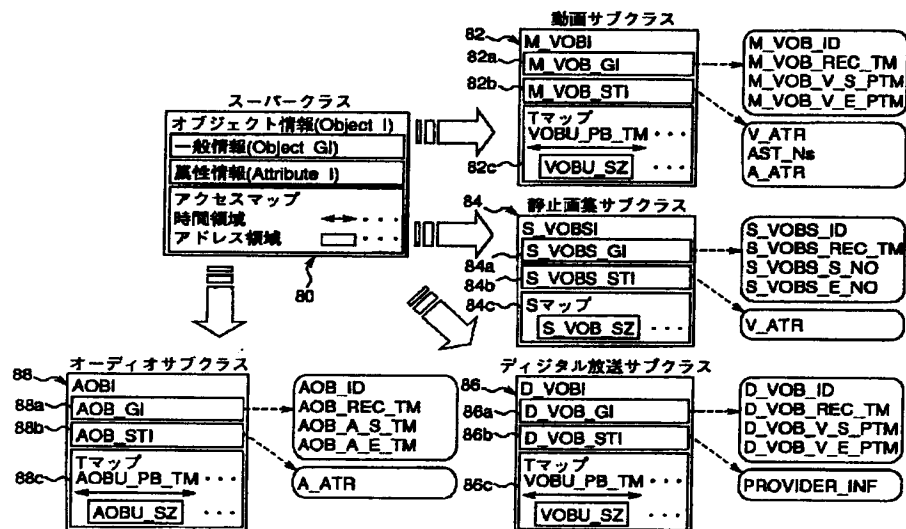 スーパークラス
オブジェクト情報(Object I)
一般情報(Object GI)
属性情報(Attribute I)
アクセスマップ
時間領域 ・・・
アドレス領域 ・・・
80
動画サブクラス
82
M_VOBI
82a
M_VOB_GI
82b
M_VOB_STI
Tマップ
VOBU_PB_TM ・・・
VOBU_SZ ・・・
82c
M_VOB_ID
M_VOB_REC_TM
M_VOB_V_S_PTM
M_VOB_V_E_PTM
V_ATR
AST_Ns
A_ATR
静止画集サブクラス
84
S_VOBSI
S_VOBS_GI
84a
S_VOBS_STI
84b
Sマップ
84c
S_VOB_SZ ・・・
S_VOBS_ID
S_VOBS_REC_TM
S_VOBS_S_NO
S_VOBS_E_NO
V_ATR
オーディオサブクラス
88
AOBI
88a
AOB_GI
88b
AOB_STI
Tマップ
88c
AOBU_PB_TM ・・・
AOBU_SZ ・・・
AOB_ID
AOB_REC_TM
AOB_A_S_TM
AOB_A_E_TM
A_ATR
ディジタル放送サブクラス
86
D_VOBI
86a
D_VOB_GI
86b
D_VOB_STI
Tマップ
86c
VOBU_PB_TM ・・・
VOBU_SZ ・・・
D_VOB_ID
D_VOB_REC_TM
D_VOB_V_S_PTM
D_VOB_V_E_PTM
PROVIDER_INF